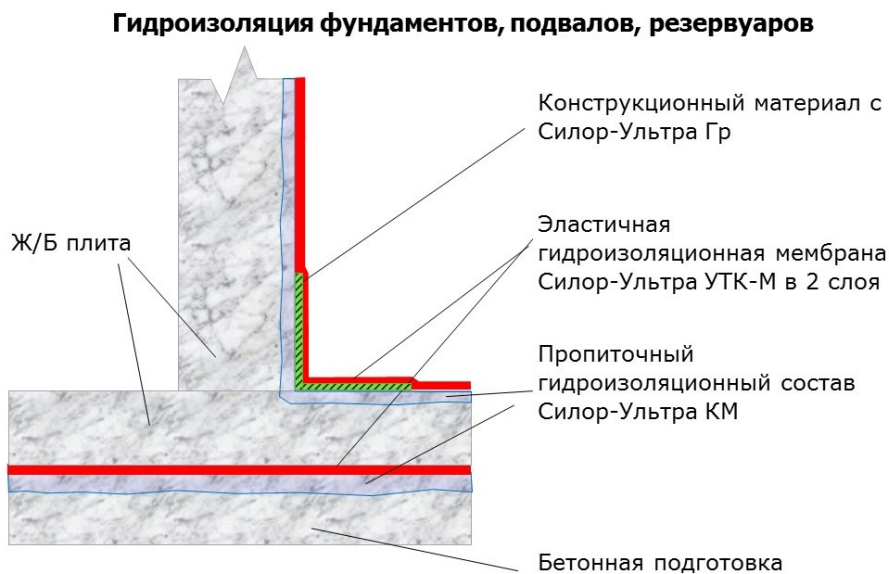 Гидроизоляция фундаментов, подвалов, резервуаров
Конструкционный материал с
Силор-Ультра Гр
Ж/Б плита
Эластичная
гидроизоляционная мембрана
Силор-Ультра УТК-М в 2 слоя
Пропиточный
гидроизоляционный состав
Силор-Ультра КМ
Бетонная подготовка